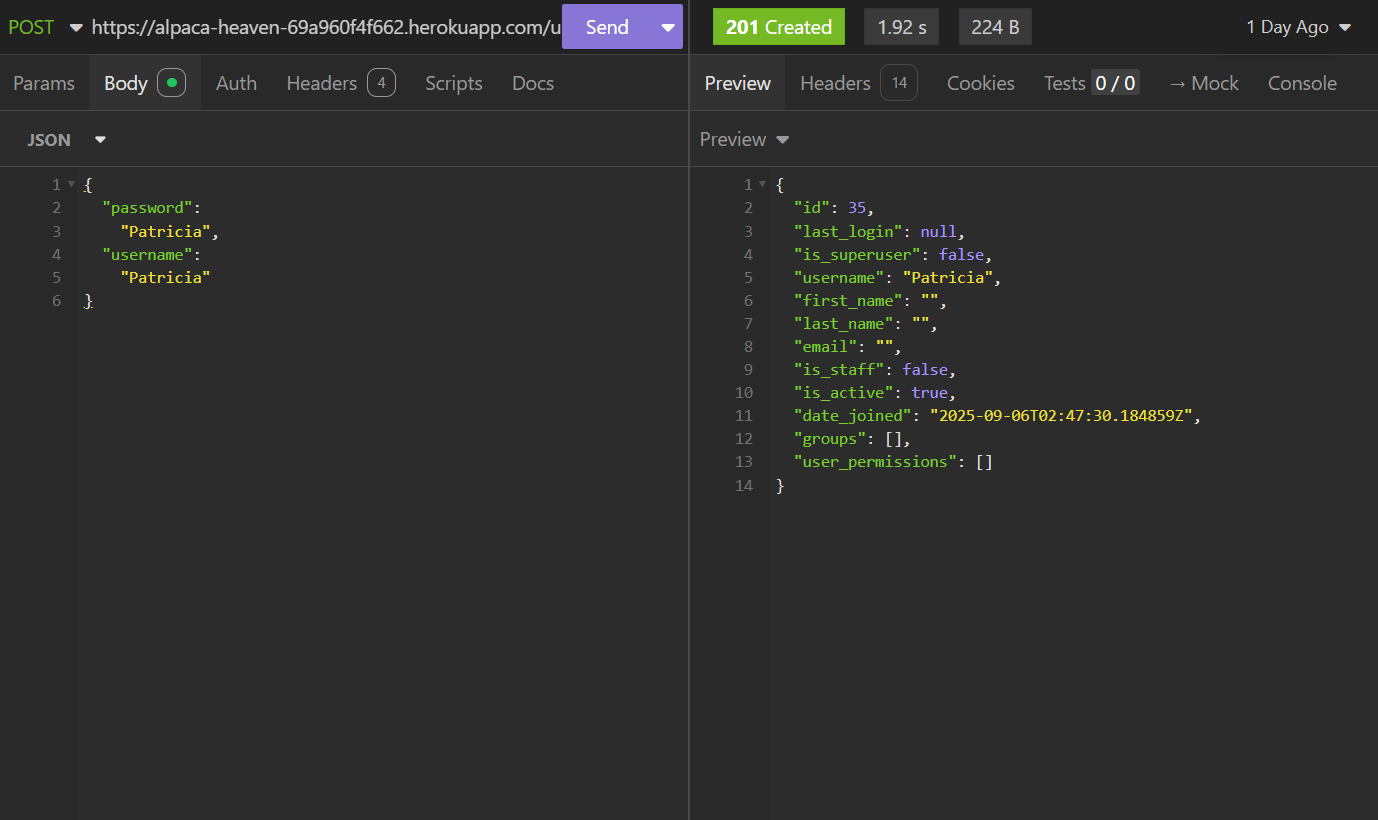 POST https://alpaca-heaven-69a960f4f662.herokuapp.com/u Send 201 Created 1.92 s 224 B 1 Day Ago
Params Body Auth Headers 4 Scripts Docs
Preview Headers 14 Cookies Tests 0 / 0 → Mock Console
JSON
Preview
1 {
2 "password":
3 "Patricia",
4 "username":
5 "Patricia"
6 }
1 {
2 "id": 35,
3 "last_login": null,
4 "is_superuser": false,
5 "username": "Patricia",
6 "first_name": "",
7 "last_name": "",
8 "email": "",
9 "is_staff": false,
10 "is_active": true,
11 "date_joined": "2025-09-06T02:47:30.184859Z",
12 "groups": [],
13 "user_permissions": []
14 }